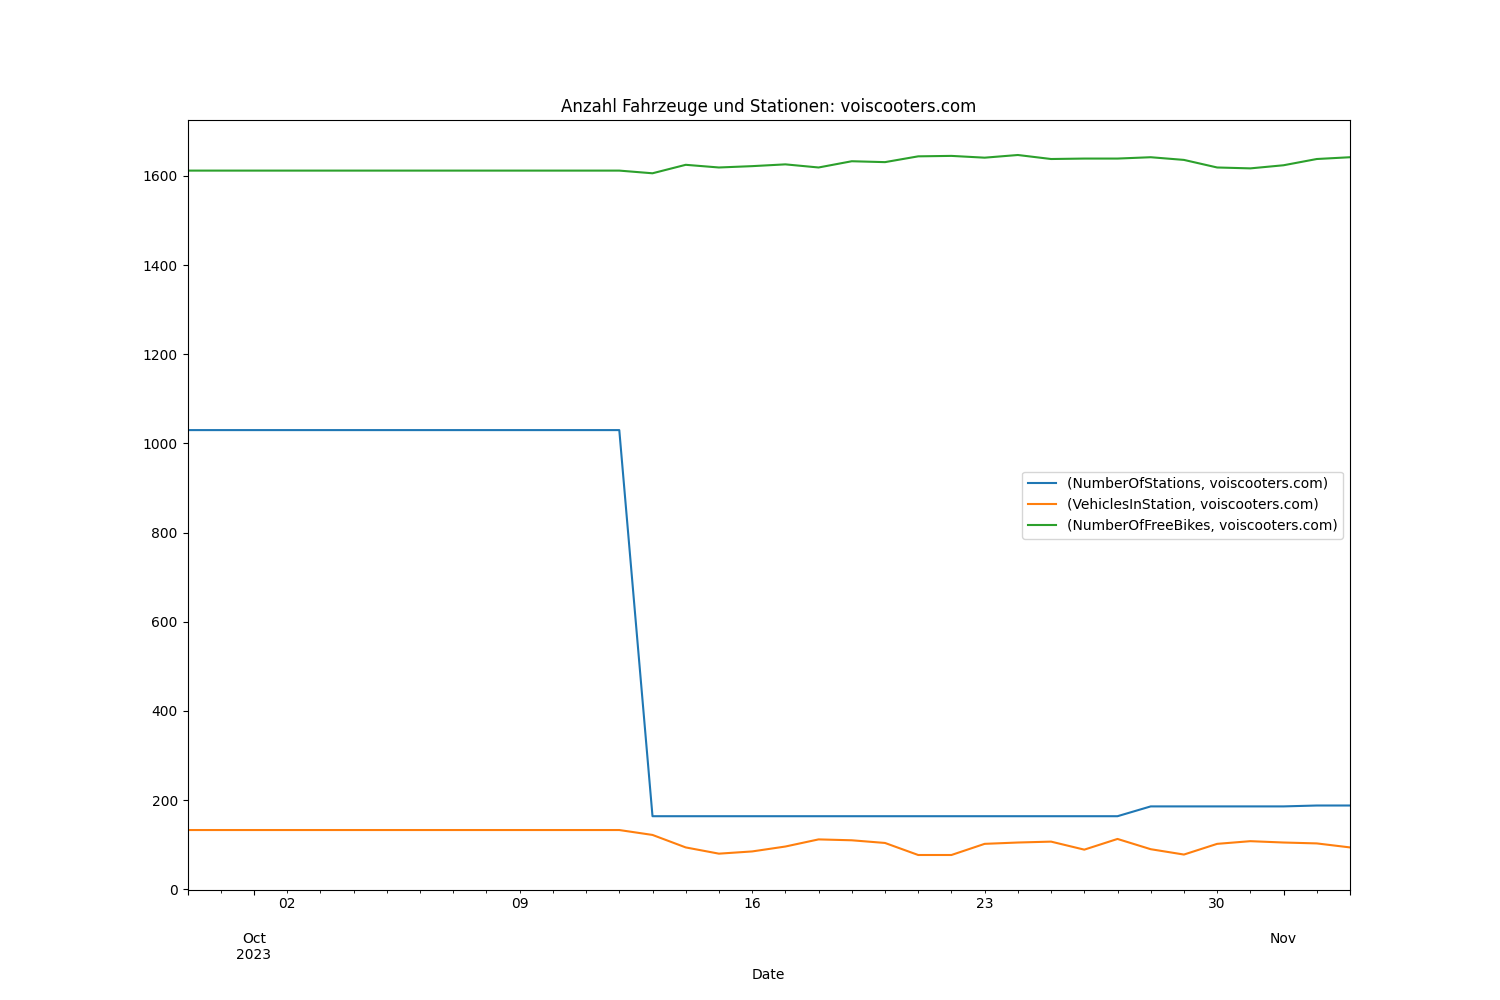 Anzahl Fahrzeuge und Stationen: voiscooters.com
1600
1400
1200
1000
800
600
400
200
0
(NumberOfStations, voiscooters.com)
(VehiclesInStation, voiscooters.com)
(NumberOfFreeBikes, voiscooters.com)
02 09 16 23 30
Oct Nov
2023
Date